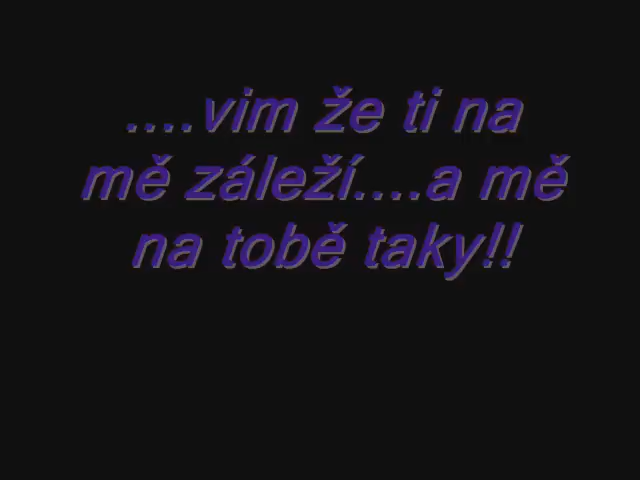 ....vim že ti na
mě záleží....a mě
na tobě taky!!